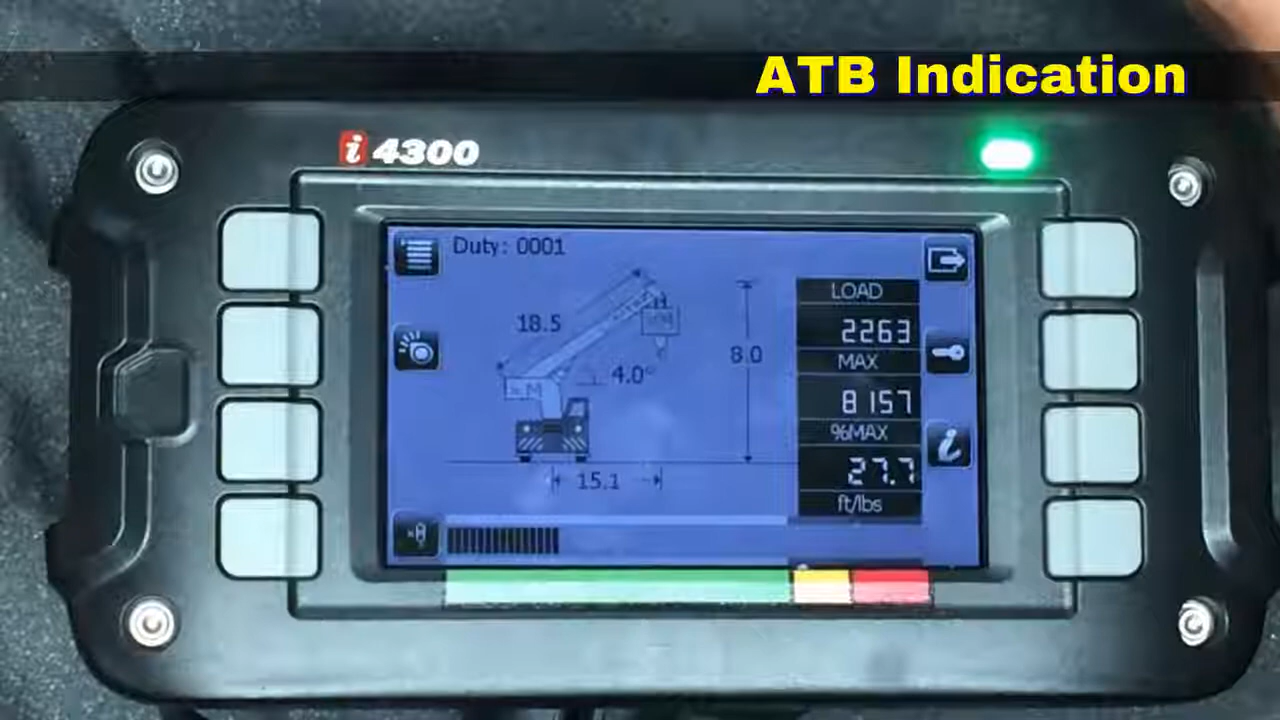 ATB Indication
i 4300
Duty: 0001
18.5
4.0°
8.0
15.1
LOAD
2263
MAX
8157
%MAX
27.7
ft/lbs
i